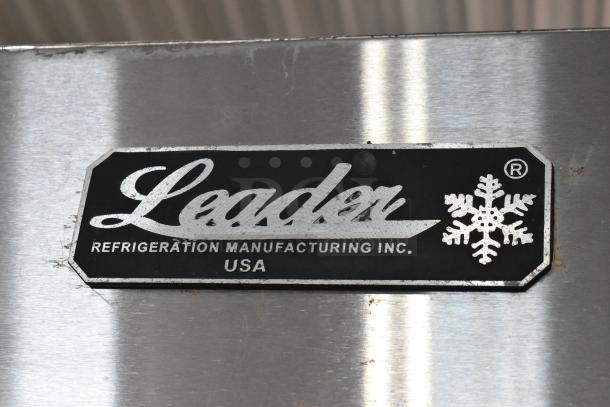 Leader
®
REFRIGERATION MANUFACTURING INC.
USA